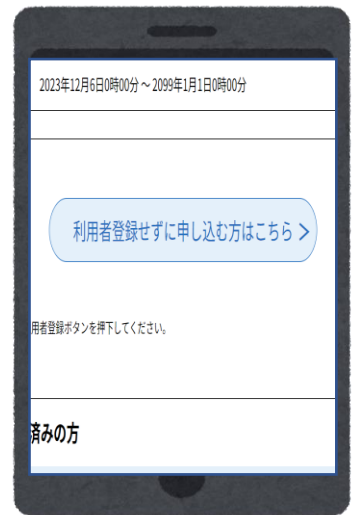 2023年12月6日0時00分 ～ 2099年1月1日0時00分
利用者登録せずに申し込む方はこちら
用者登録ボタンを押下してください。
済みの方